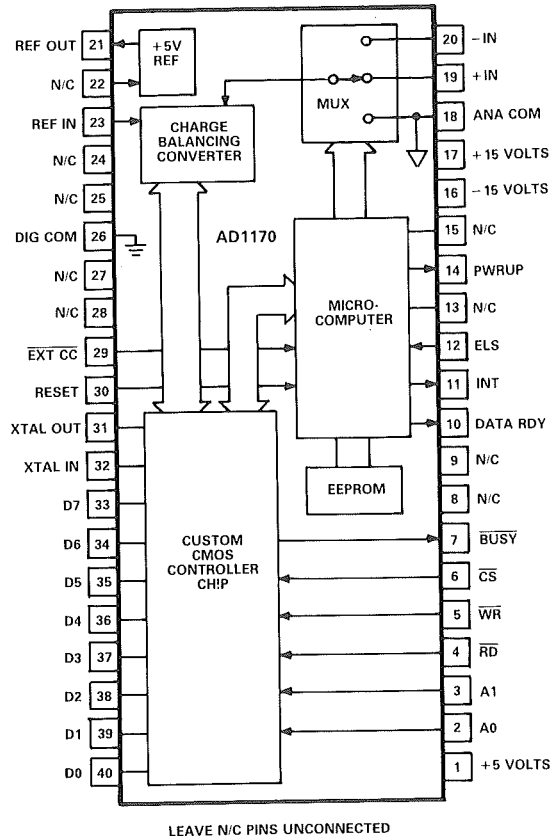 REF OUT 21
+5V
REF
N/C 22
REF IN 23
CHARGE
BALANCING
CONVERTER
N/C 24
N/C 25
DIG COM 26
N/C 27
N/C 28
EXT CC 29
RESET 30
XTAL OUT 31
XTAL IN 32
D7 33
D6 34
D5 35
D4 36
D3 37
D2 38
D1 39
D0 40
AD1170
MUX
MICRO-
COMPUTER
EEPROM
CUSTOM
CMOS
CONTROLLER
CHIP
20 -IN
19 +IN
18 ANA COM
17 +15 VOLTS
16 -15 VOLTS
15 N/C
14 PWRUP
13 N/C
12 ELS
11 INT
10 DATA RDY
9 N/C
8 N/C
7 BUSY
6 CS
5 WR
4 RD
3 A1
2 A0
1 +5 VOLTS
LEAVE N/C PINS UNCONNECTED